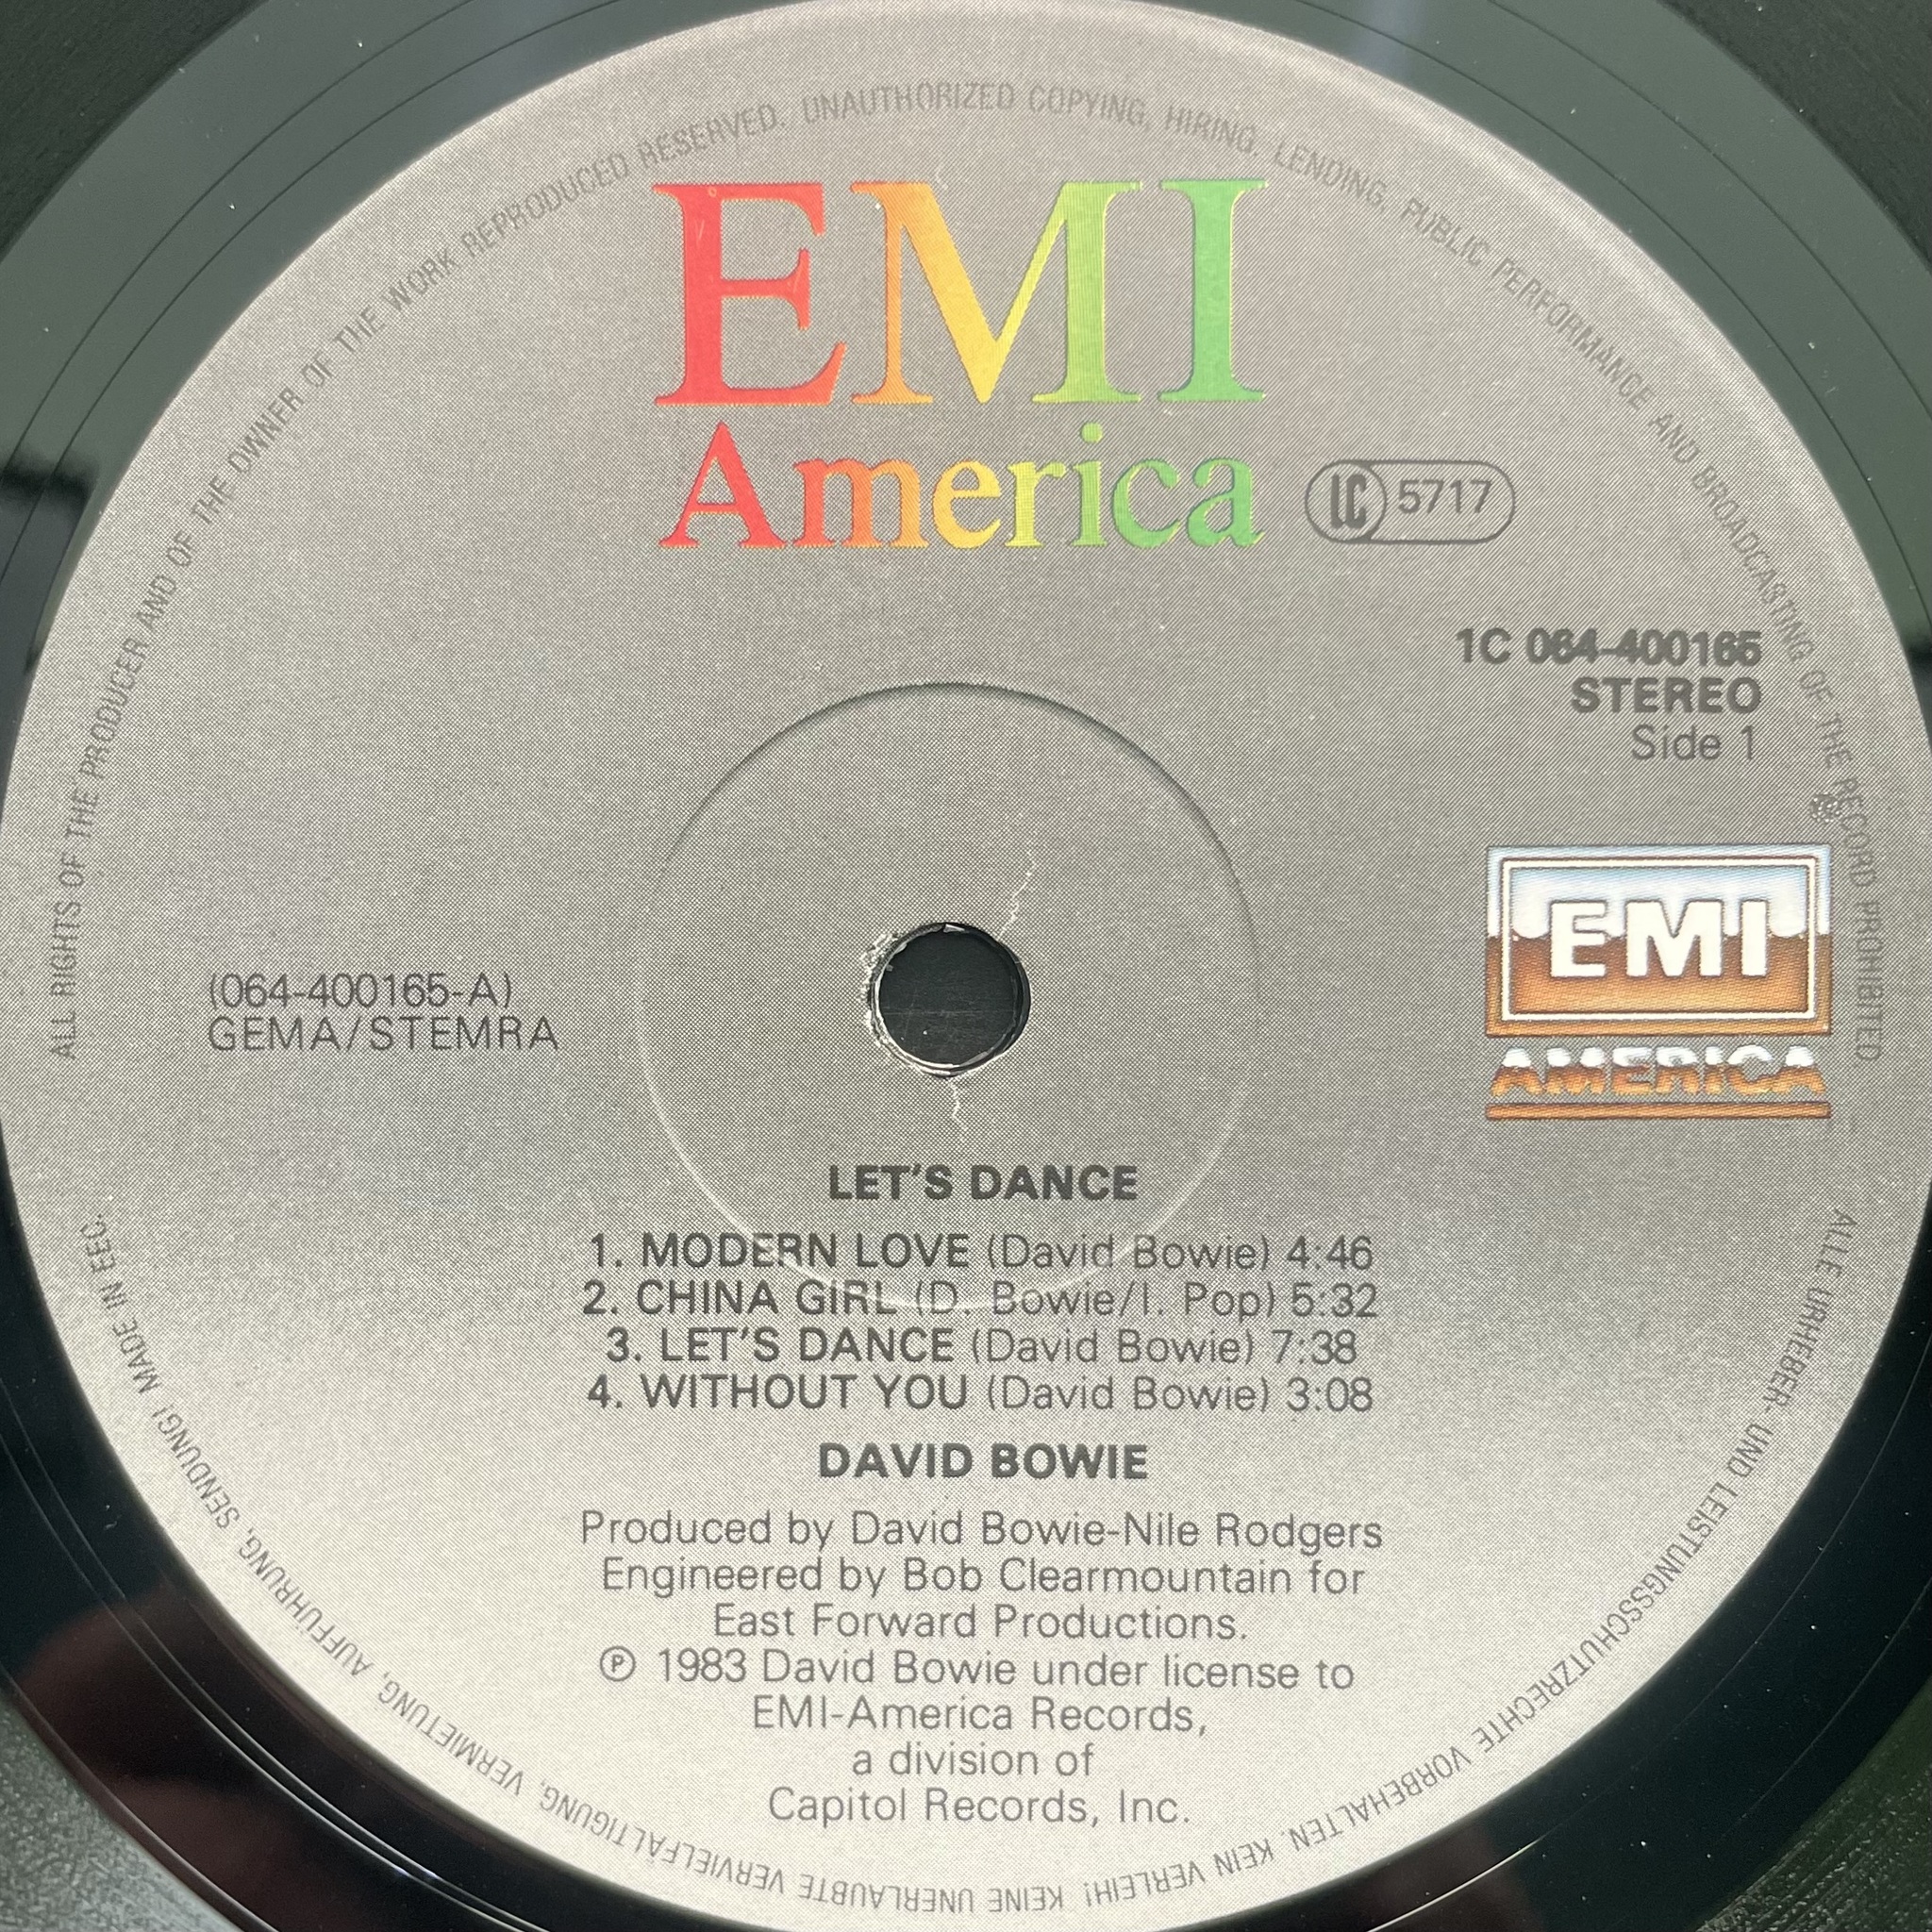 ALL RIGHTS OF THE PRODUCER AND OF THE OWNER OF THE WORK REPRODUCED RESERVED. UNAUTHORIZED COPYING, HIRING, LENDING, PUBLIC PERFORMANCE AND BROADCASTING OF THE RECORD PROHIBITED.
EMI
America
LC 5717
1C 064-400165
STEREO
Side 1
EMI
AMERICA
(064-400165-A)
GEMA/STEMRA
LET'S DANCE
1. MODERN LOVE (David Bowie) 4:46
2. CHINA GIRL (D. Bowie/I. Pop) 5:32
3. LET'S DANCE (David Bowie) 7:38
4. WITHOUT YOU (David Bowie) 3:08
DAVID BOWIE
Produced by David Bowie-Nile Rodgers
Engineered by Bob Clearmountain for
East Forward Productions.
℗ 1983 David Bowie under license to
EMI-America Records,
a division of
Capitol Records, Inc.
ALLE URHEBER- UND LEISTUNGSSCHUTZRECHTE VORBEHALTEN. KEIN VERLEIH! KEINE UNERLAUBTE VERVIELFÄLTIGUNG, VERMIETUNG, AUFFÜHRUNG, SENDUNG! MADE IN EEC.